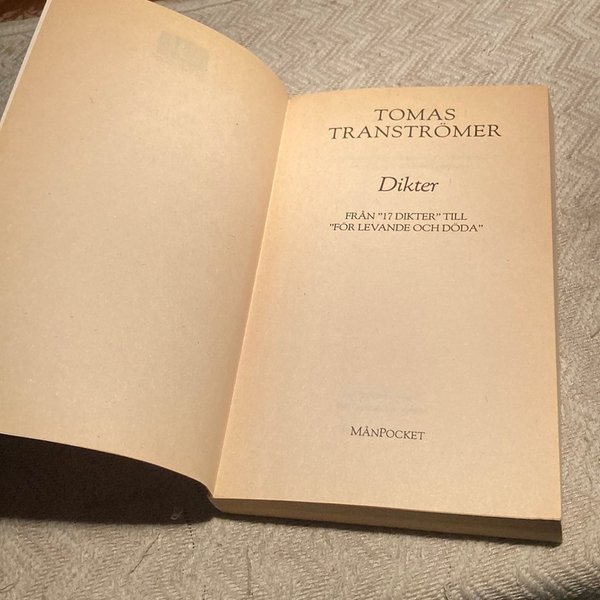 TOMAS
TRANSTRÖMER
Dikter
FRÅN "17 DIKTER" TILL
"FÖR LEVANDE OCH DÖDA"
MÅNPOCKET